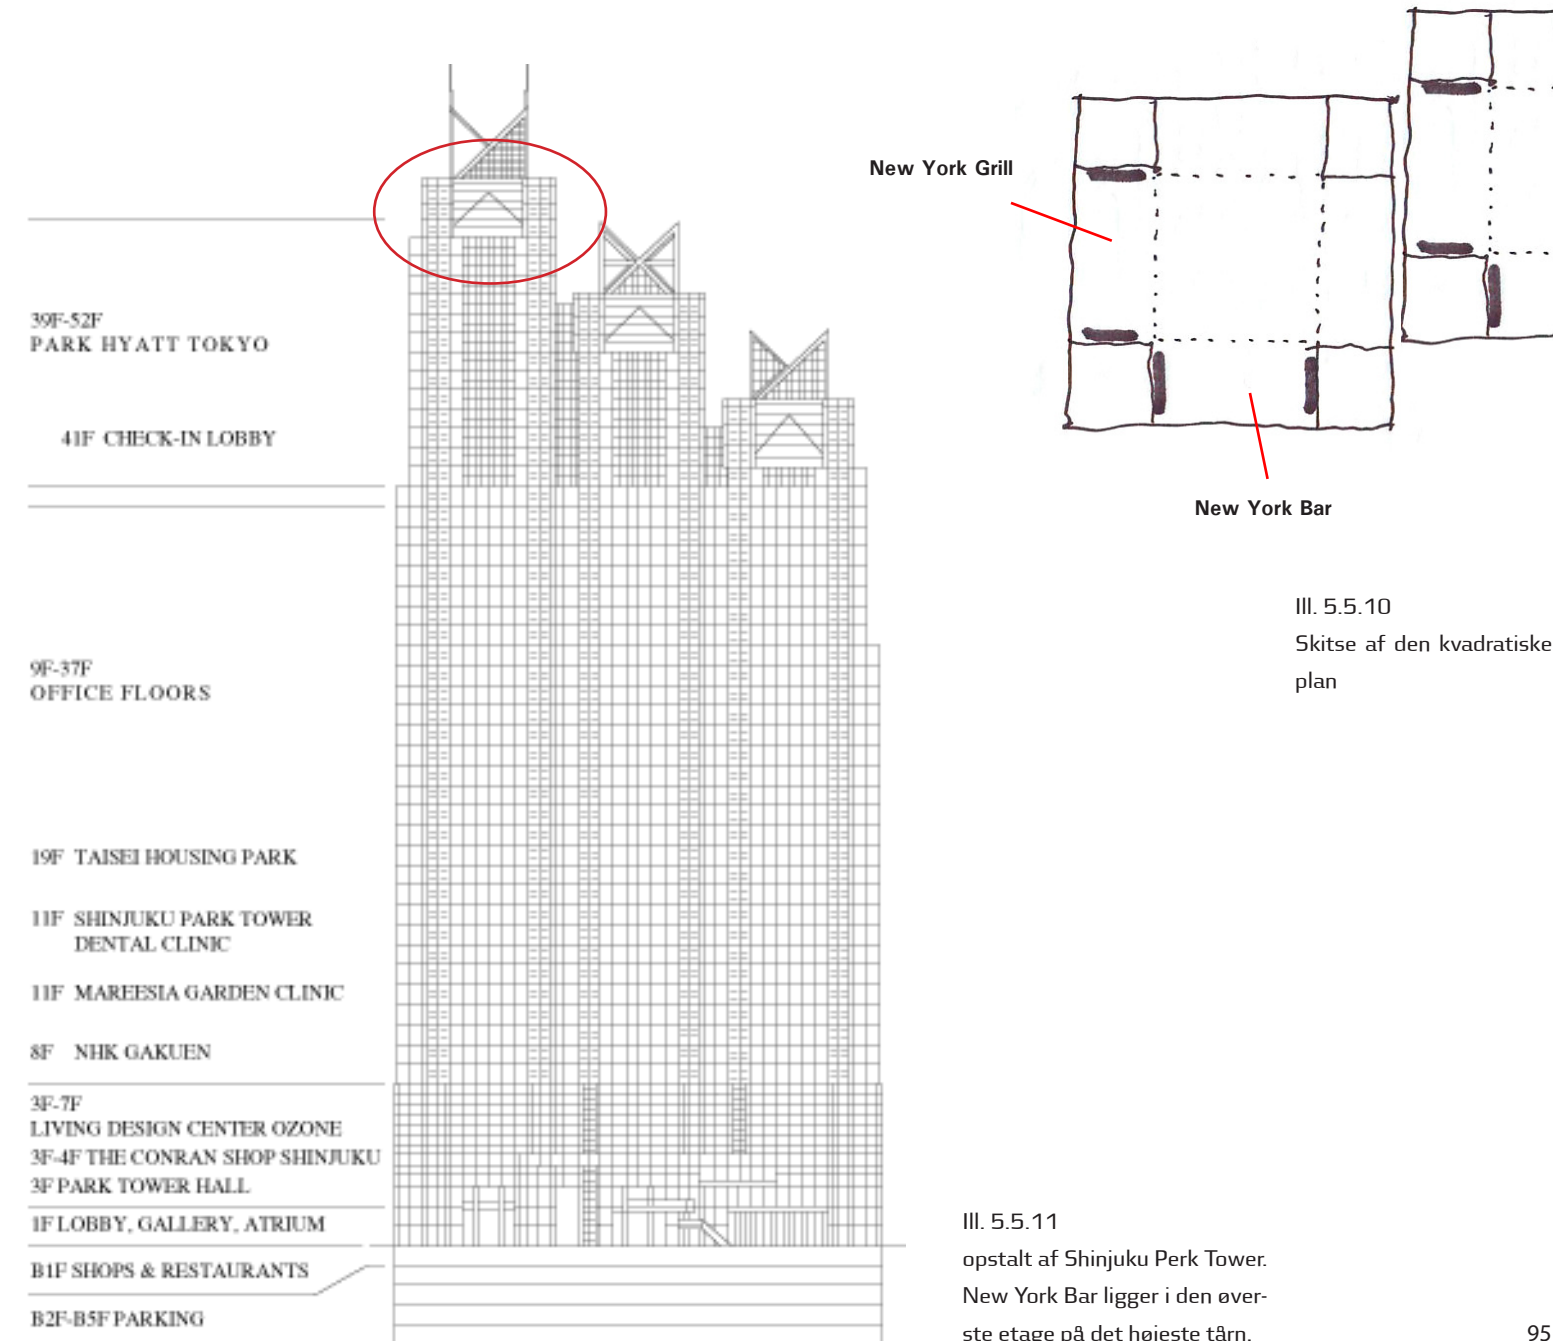 39F-52F
PARK HYATT TOKYO
41F CHECK-IN LOBBY
9F-37F
OFFICE FLOORS
19F TAISEI HOUSING PARK
11F SHINJUKU PARK TOWER
DENTAL CLINIC
11F MAREESIA GARDEN CLINIC
8F NHK GAKUEN
3F-7F
LIVING DESIGN CENTER OZONE
3F-4F THE CONRAN SHOP SHINJUKU
3F PARK TOWER HALL
1F LOBBY, GALLERY, ATRIUM
B1F SHOPS & RESTAURANTS
B2F-B5F PARKING
New York Grill
New York Bar
Ill. 5.5.10
Skitse af den kvadratiske
plan
Ill. 5.5.11
opstalt af Shinjuku Perk Tower.
New York Bar ligger i den øver-
ste etage på det højeste tårn.
95